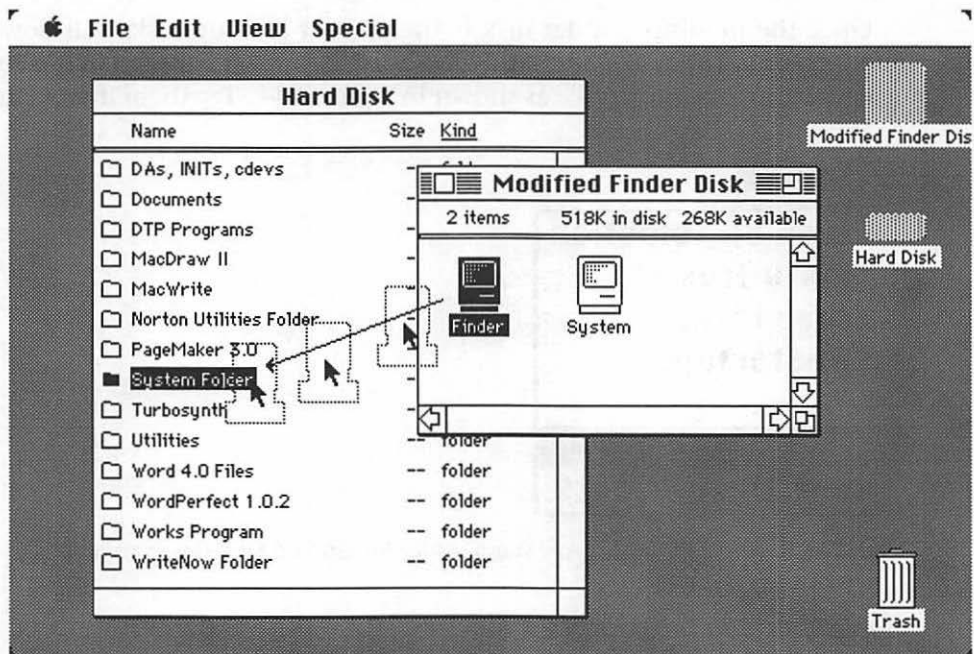 File Edit View Special
Hard Disk
Name Size Kind
DAs, INITs, cdevs
Documents
DTP Programs
MacDraw II
MacWrite
Norton Utilities Folder
PageMaker 3.0
System Folder
Turbosynth
Utilities -- folder
Word 4.0 Files -- folder
WordPerfect 1.0.2 -- folder
Works Program -- folder
WriteNow Folder -- folder
Modified Finder Disk
2 items 518K in disk 268K available
Finder System
Modified Finder Dis
Hard Disk
Trash